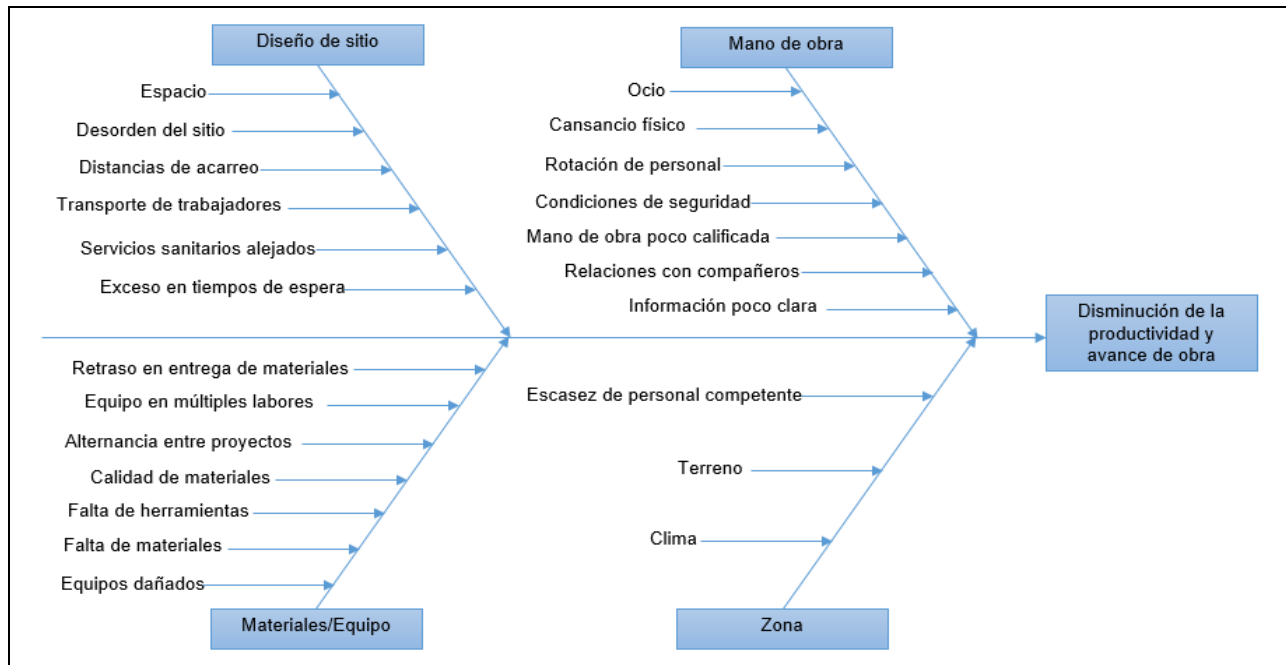 Diseño de sitio
Espacio
Desorden del sitio
Distancias de acarreo
Transporte de trabajadores
Servicios sanitarios alejados
Exceso en tiempos de espera
Mano de obra
Ocio
Cansancio físico
Rotación de personal
Condiciones de seguridad
Mano de obra poco calificada
Relaciones con compañeros
Información poco clara
Disminución de la
productividad y
avance de obra
Retraso en entrega de materiales
Equipo en múltiples labores
Alternancia entre proyectos
Calidad de materiales
Falta de herramientas
Falta de materiales
Equipos dañados
Materiales/Equipo
Escasez de personal competente
Terreno
Clima
Zona